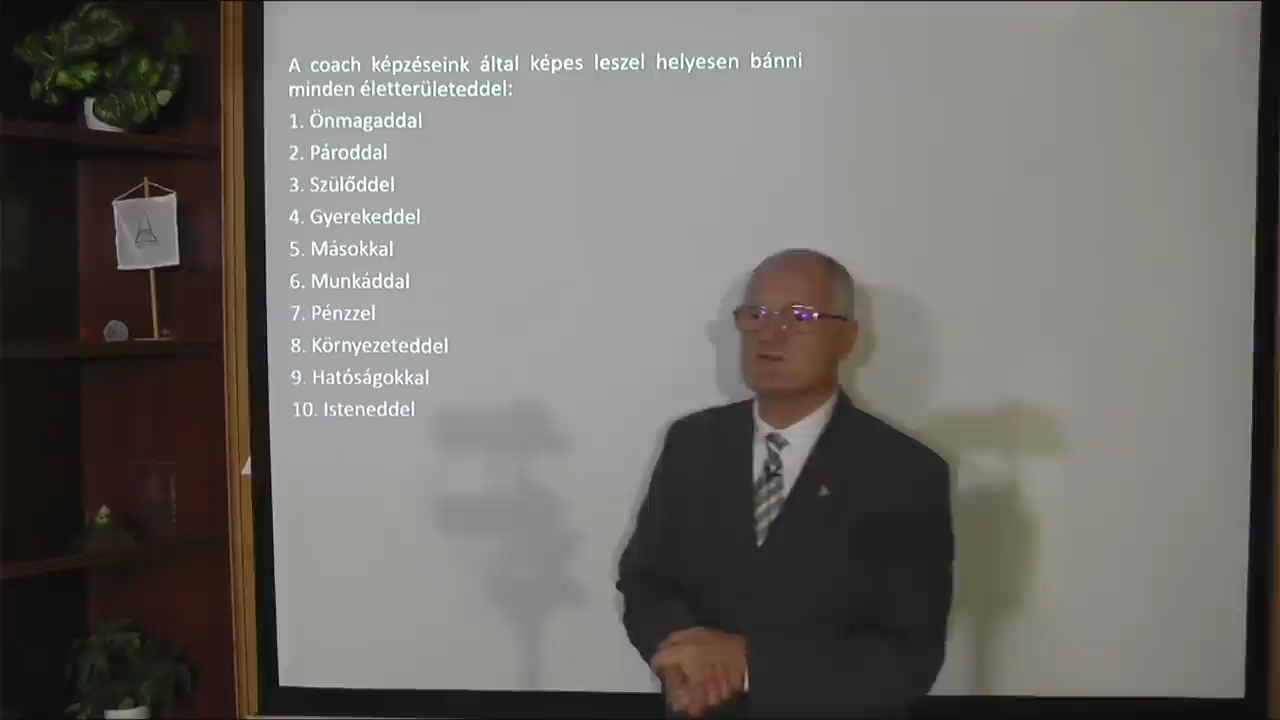 A coach képzéseink által képes leszel helyesen bánni
minden életterületeddel:
1. Önmagaddal
2. Pároddal
3. Szülőddel
4. Gyerekeddel
5. Másokkal
6. Munkáddal
7. Pénzzel
8. Környezeteddel
9. Hatóságokkal
10. Isteneddel